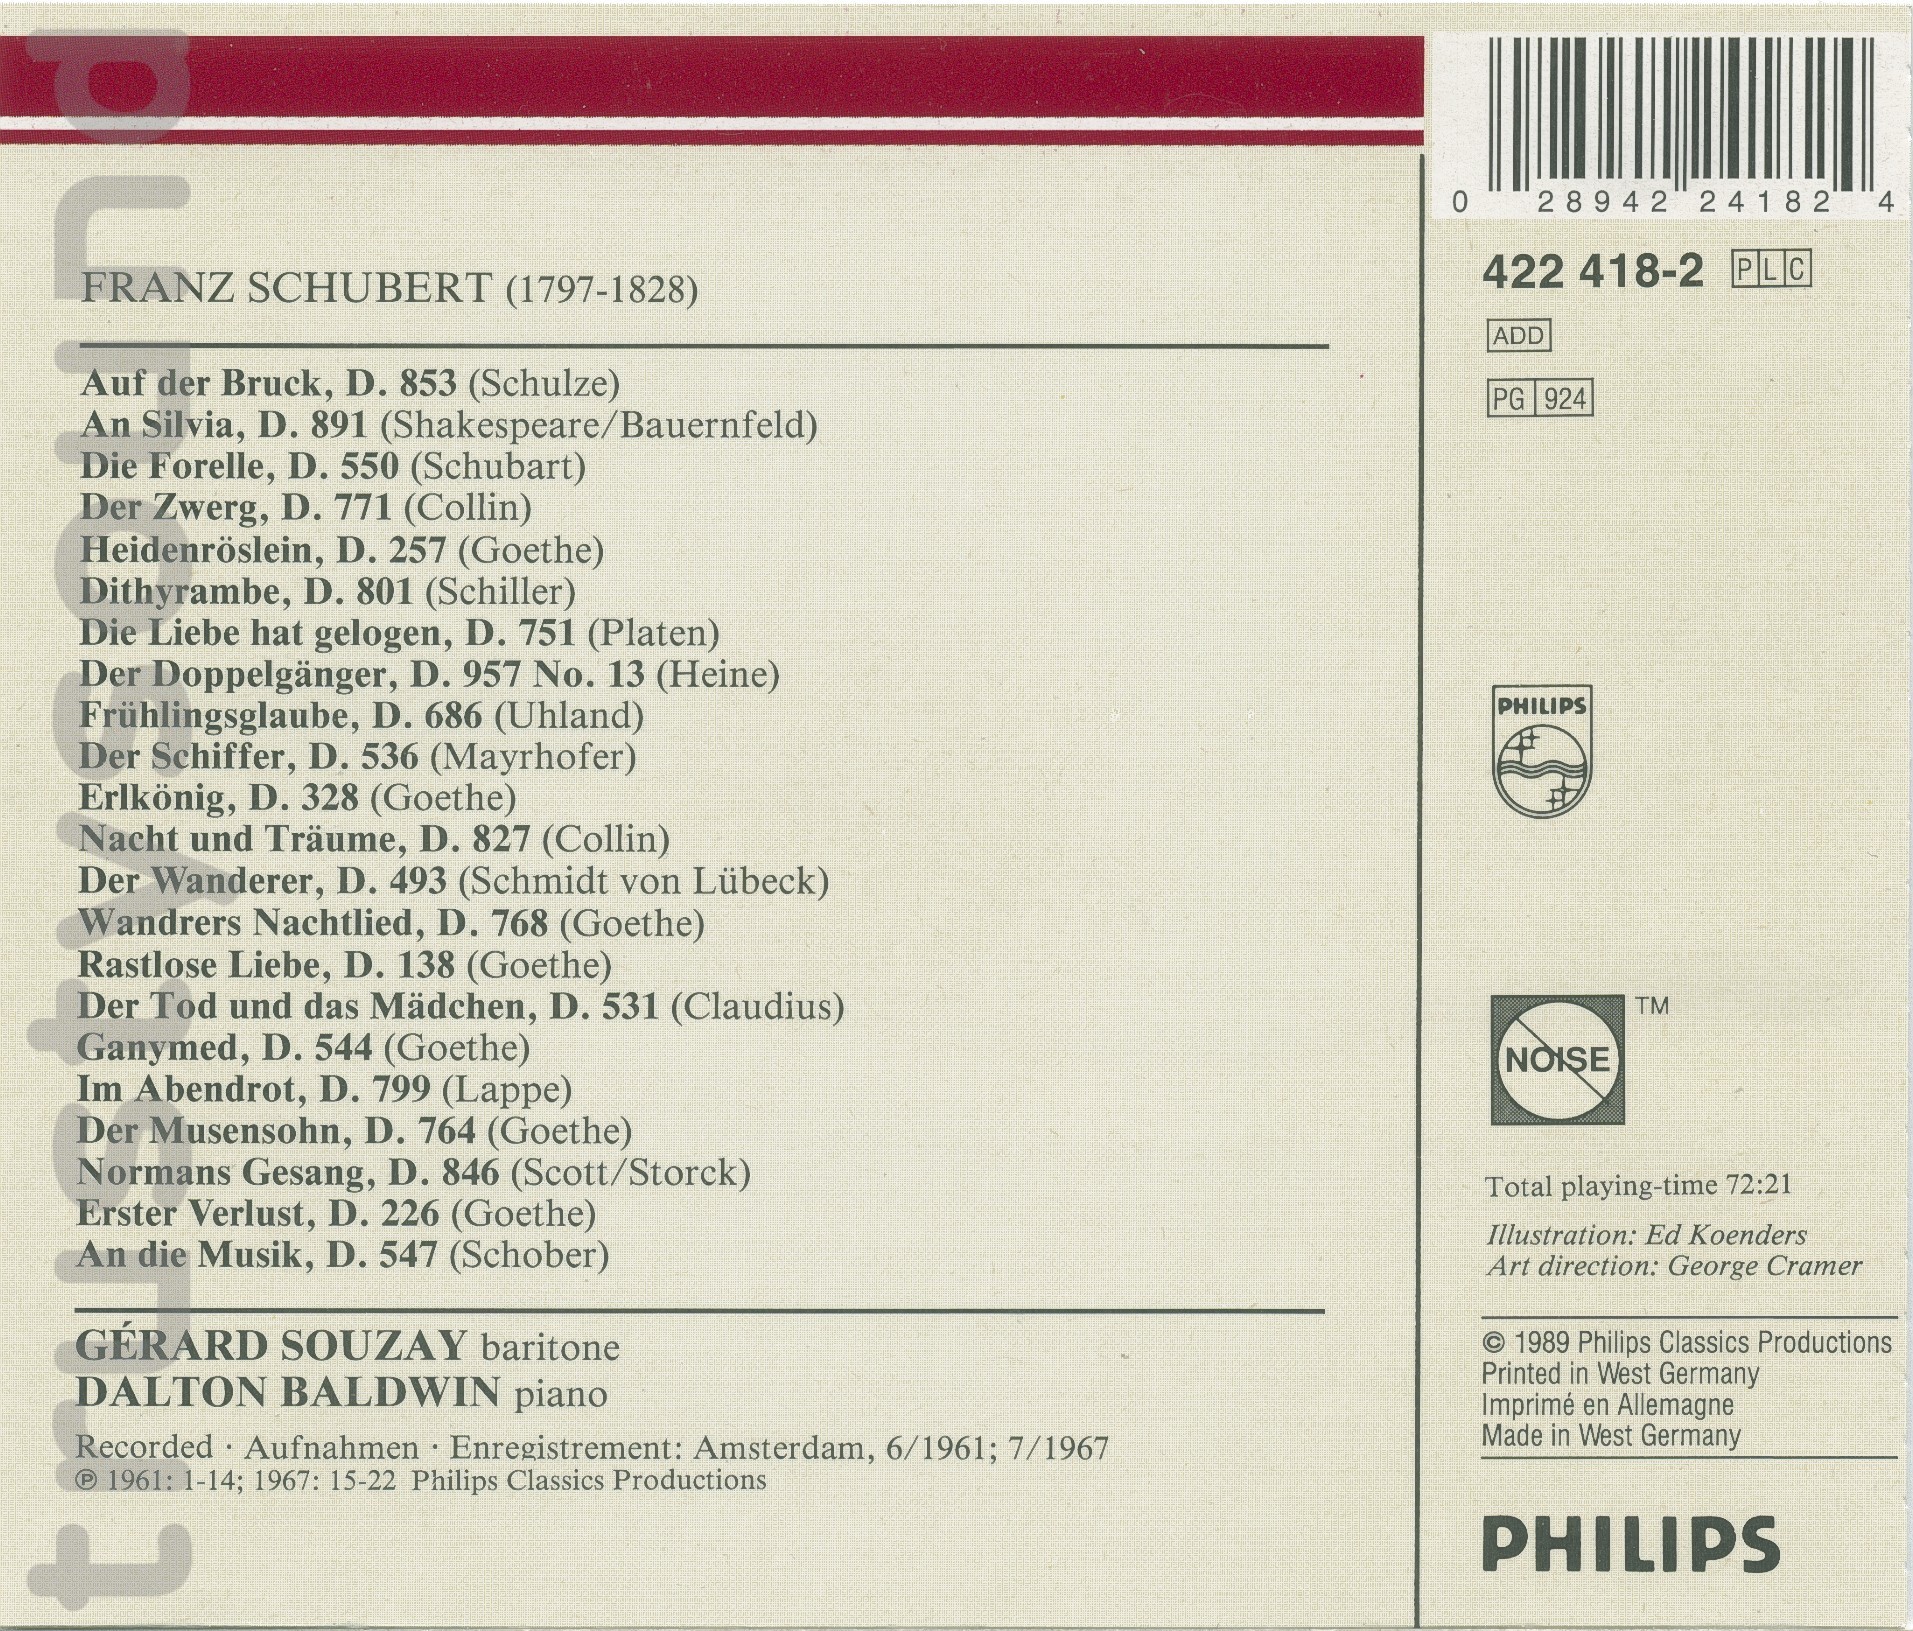 FRANZ SCHUBERT (1797-1828)
Auf der Bruck, D. 853 (Schulze)
An Silvia, D. 891 (Shakespeare/Bauernfeld)
Die Forelle, D. 550 (Schubart)
Der Zwerg, D. 771 (Collin)
Heidenröslein, D. 257 (Goethe)
Dithyrambe, D. 801 (Schiller)
Die Liebe hat gelogen, D. 751 (Platen)
Der Doppelgänger, D. 957 No. 13 (Heine)
Frühlingsglaube, D. 686 (Uhland)
Der Schiffer, D. 536 (Mayrhofer)
Erlkönig, D. 328 (Goethe)
Nacht und Träume, D. 827 (Collin)
Der Wanderer, D. 493 (Schmidt von Lübeck)
Wandrers Nachtlied, D. 768 (Goethe)
Rastlose Liebe, D. 138 (Goethe)
Der Tod und das Mädchen, D. 531 (Claudius)
Ganymed, D. 544 (Goethe)
Im Abendrot, D. 799 (Lappe)
Der Musensohn, D. 764 (Goethe)
Normans Gesang, D. 846 (Scott/Storck)
Erster Verlust, D. 226 (Goethe)
An die Musik, D. 547 (Schober)
GÉRARD SOUZAY baritone
DALTON BALDWIN piano
Recorded · Aufnahmen · Enregistrement: Amsterdam, 6/1961; 7/1967
℗ 1961: 1-14; 1967: 15-22 Philips Classics Productions
0 28942 24182 4
422 418-2 PLC
ADD
PG 924
PHILIPS
NOISE TM
Total playing-time 72:21
Illustration: Ed Koenders
Art direction: George Cramer
© 1989 Philips Classics Productions
Printed in West Germany
Imprimé en Allemagne
Made in West Germany
PHILIPS